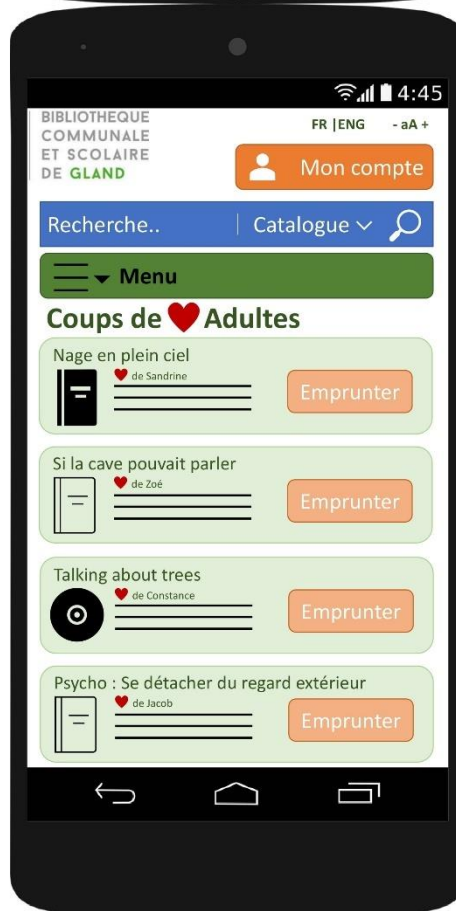 4:45
BIBLIOTHEQUE
COMMUNALE
ET SCOLAIRE
DE GLAND
FR |ENG - aA +
Mon compte
Recherche.. | Catalogue
Menu
Coups de ❤ Adultes
Nage en plein ciel
❤ de Sandrine
Emprunter
Si la cave pouvait parler
❤ de Zoé
Emprunter
Talking about trees
❤ de Constance
Emprunter
Psycho : Se détacher du regard extérieur
❤ de Jacob
Emprunter